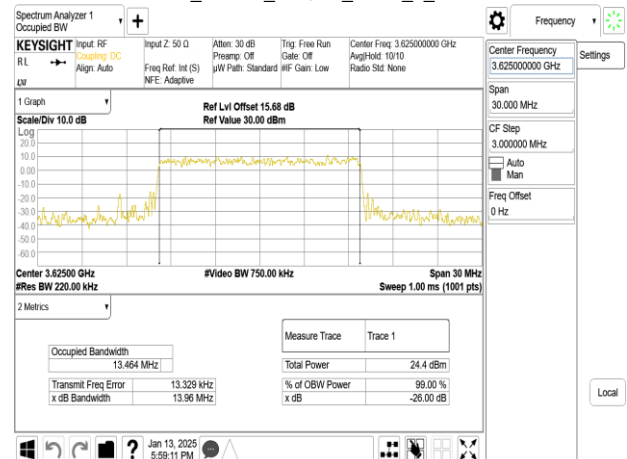 Spectrum Analyzer 1
Occupied BW
Frequency
KEYSIGHT
Input: RF
Input Z: 50 Ω
Atten: 30 dB
Trig: Free Run
Center Freq: 3.625000000 GHz
RL
Coupling: DC
Preamp: Off
Gate: Off
Avg|Hold: 10/10
Align: Auto
Freq Ref: Int (S)
µW Path: Standard
#IF Gain: Low
Radio Std: None
NFE: Adaptive
Center Frequency
3.625000000 GHz
Settings
Span
30.000 MHz
CF Step
3.000000 MHz
Auto
Man
Freq Offset
0 Hz
1 Graph
Ref Lvl Offset 15.68 dB
Scale/Div 10.0 dB
Ref Value 30.00 dBm
Log
20.0
10.0
0.00
-10.0
-20.0
-30.0
-40.0
-50.0
-60.0
Center 3.62500 GHz
#Video BW 750.00 kHz
Span 30 MHz
#Res BW 220.00 kHz
Sweep 1.00 ms (1001 pts)
2 Metrics
Measure Trace
Trace 1
Occupied Bandwidth
13.464 MHz
Total Power
24.4 dBm
Transmit Freq Error
13.329 kHz
% of OBW Power
99.00 %
x dB Bandwidth
13.96 MHz
x dB
-26.00 dB
Local
Jan 13, 2025
5:59:11 PM